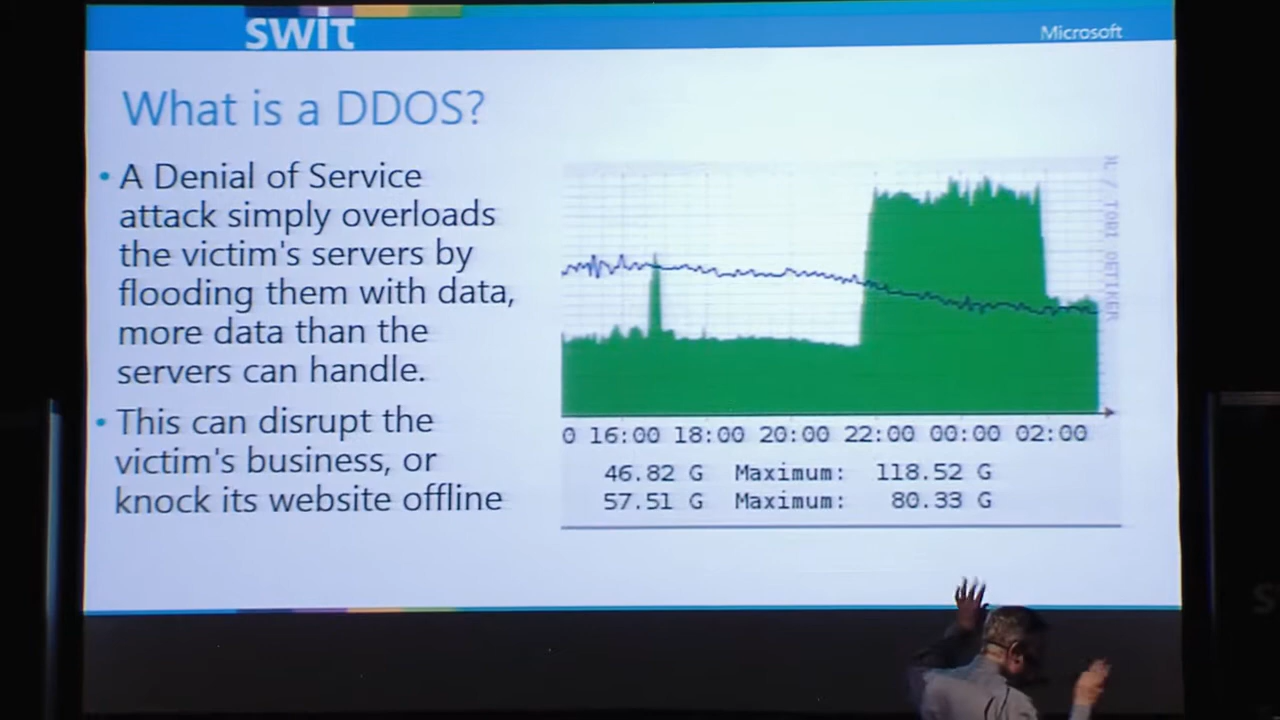 swit
Microsoft
What is a DDOS?
• A Denial of Service
attack simply overloads
the victim's servers by
flooding them with data,
more data than the
servers can handle.
• This can disrupt the
victim's business, or
knock its website offline
TOBI OETIKER
0 16:00 18:00 20:00 22:00 00:00 02:00
46.82 G Maximum: 118.52 G
57.51 G Maximum: 80.33 G